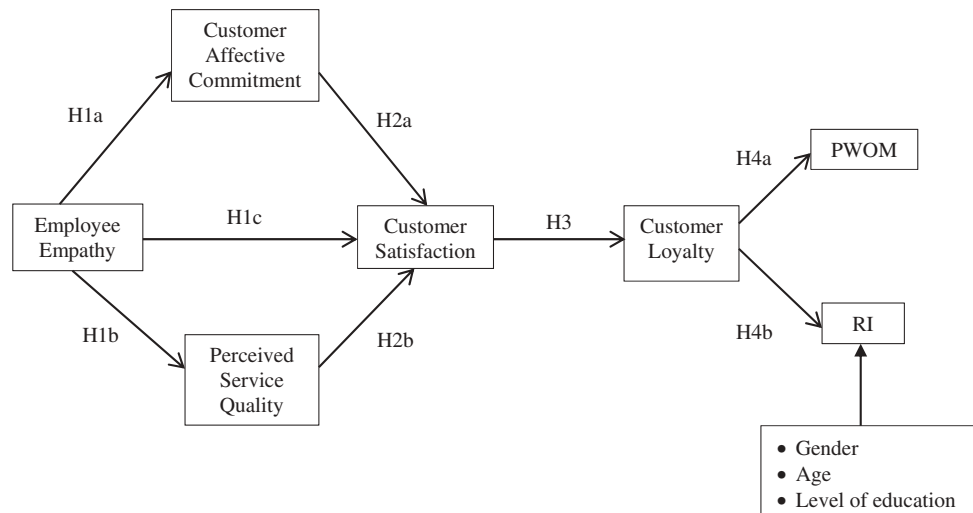 Customer
Affective
Commitment
H1a
H2a
PWOM
H4a
Employee
Empathy
H1c
Customer
Satisfaction
H3
Customer
Loyalty
H1b
H2b
H4b
RI
Perceived
Service
Quality
• Gender
• Age
• Level of education